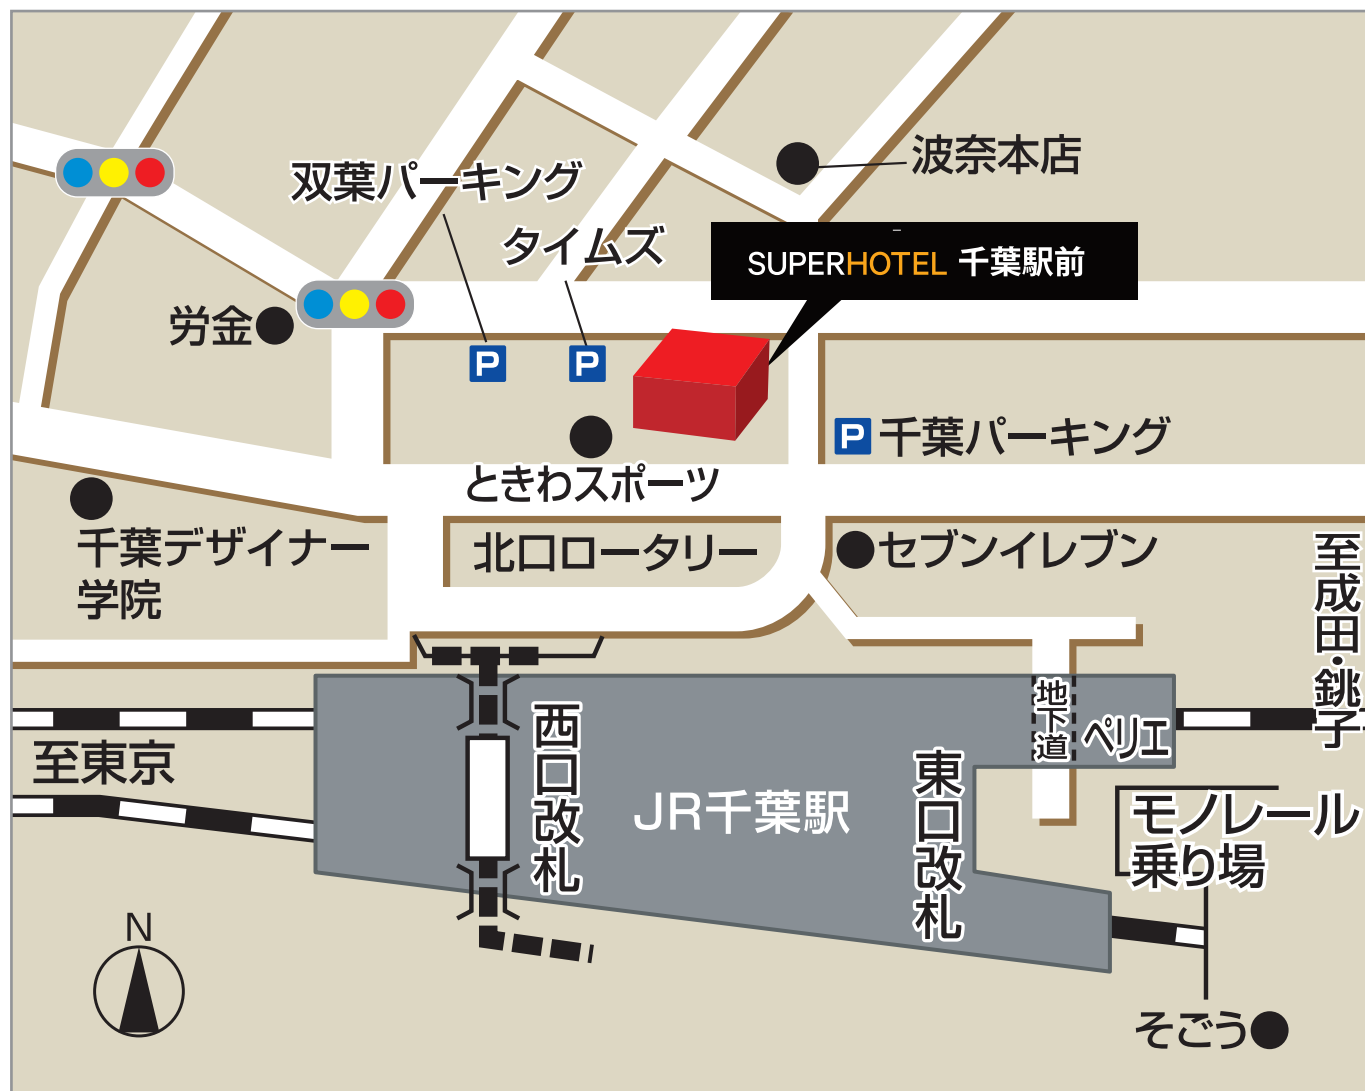 波奈本店
双葉パーキング
タイムズ
SUPERHOTEL 千葉駅前
労金
P
P
P 千葉パーキング
ときわスポーツ
千葉デザイナー
学院
北口ロータリー
セブンイレブン
至成田・銚子
地下道
ペリエ
西口改札
至東京
東口改札
JR千葉駅
モノレール
乗り場
N
そごう